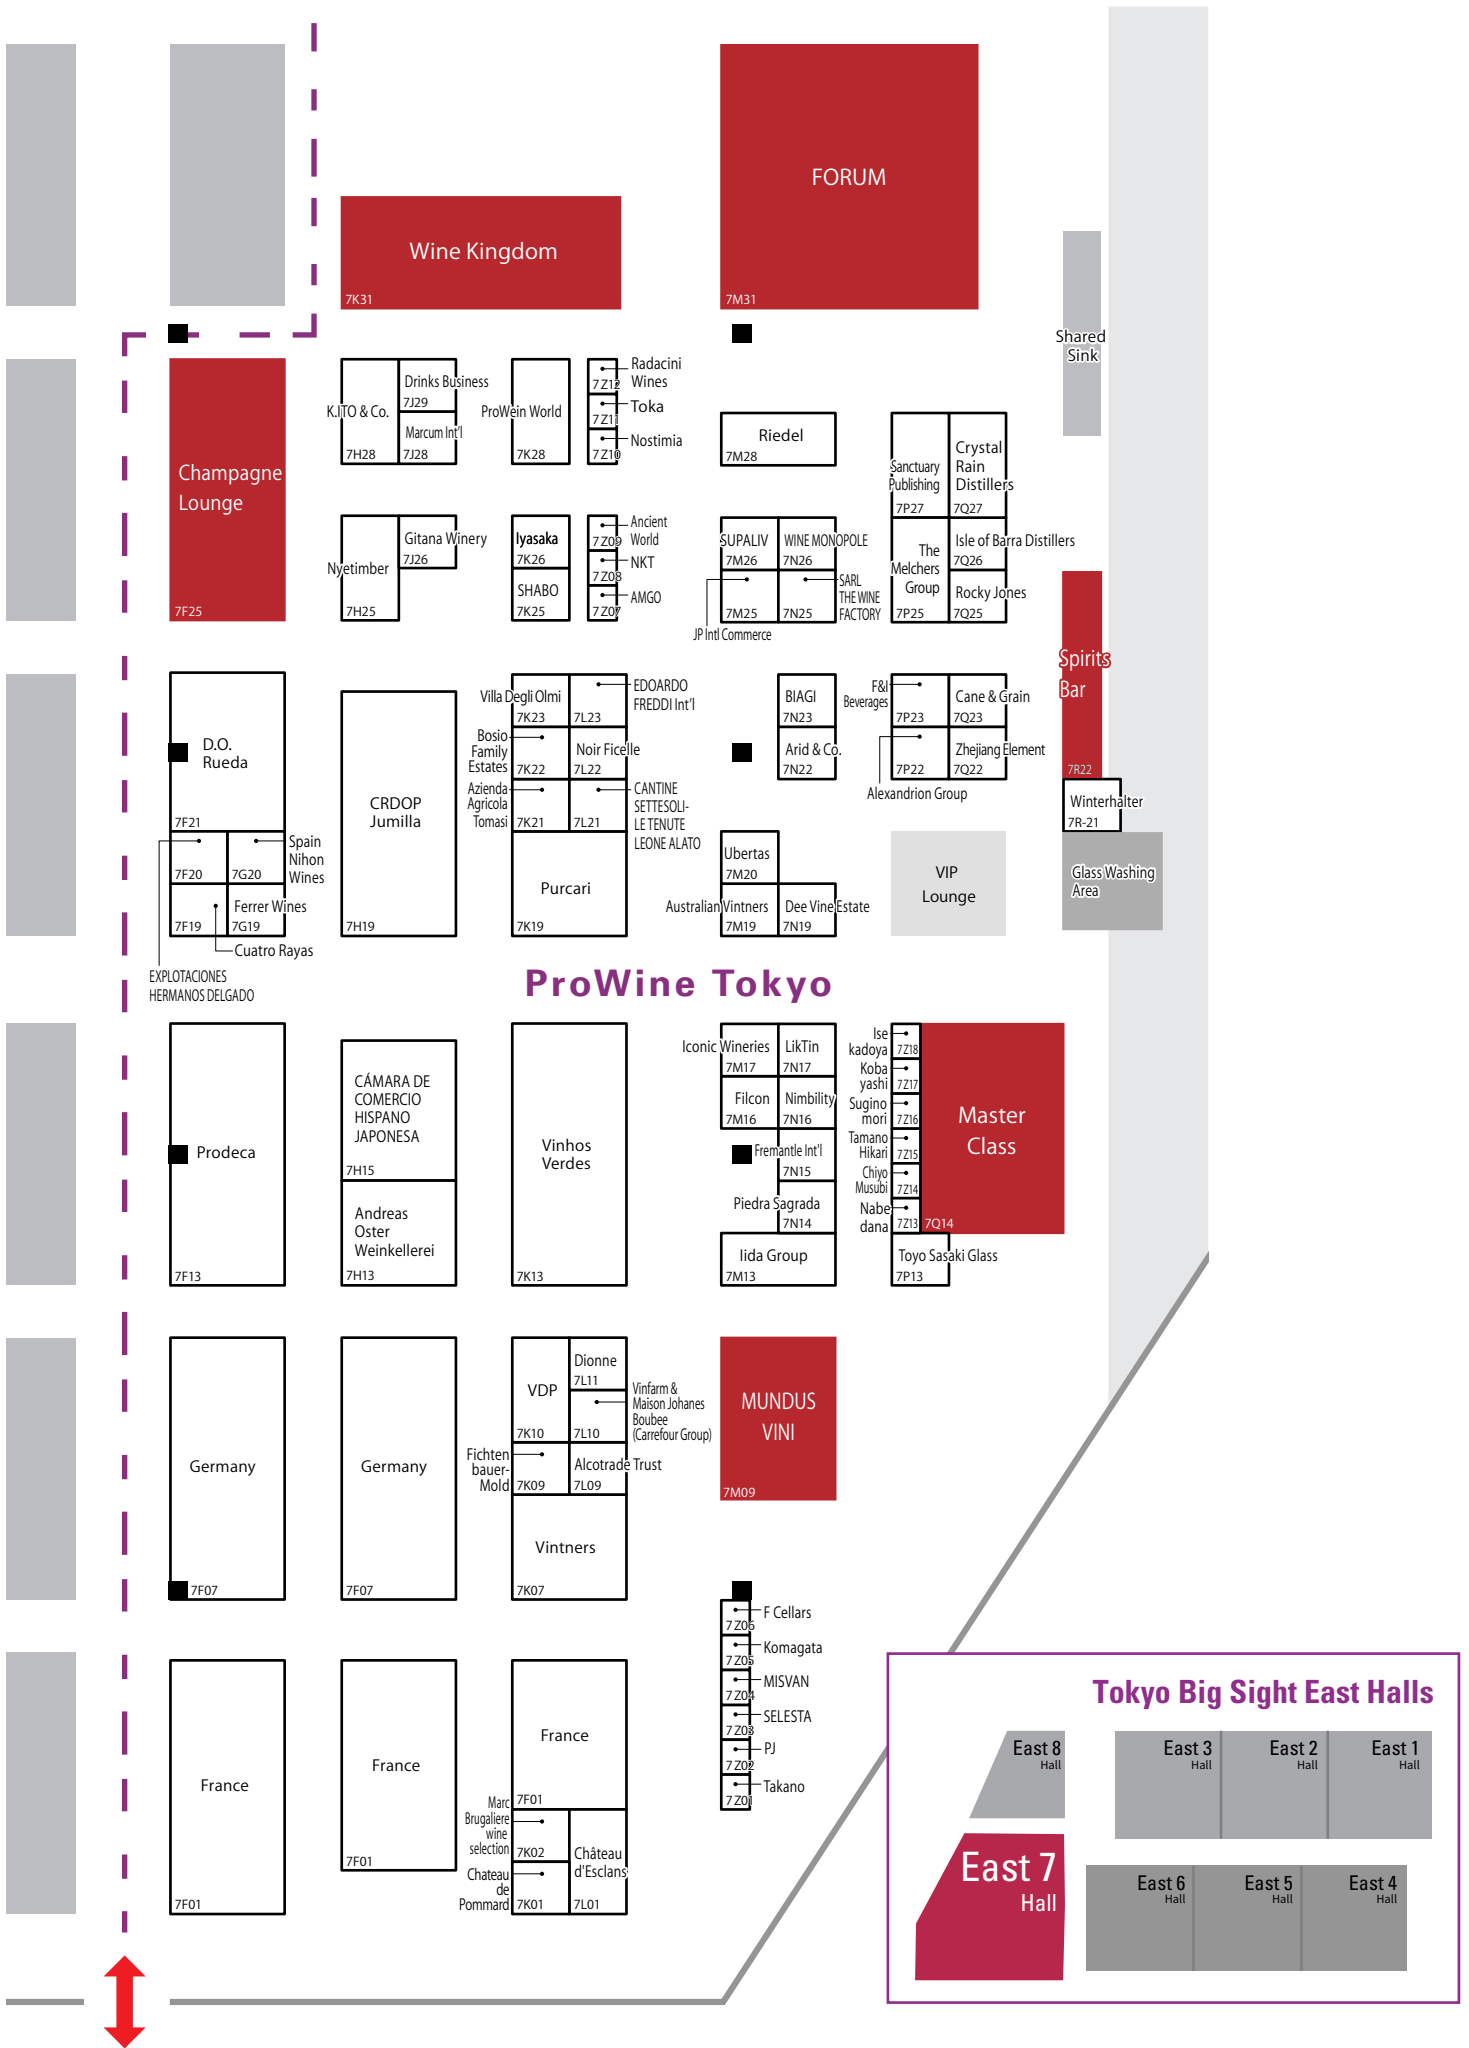 FORUM
7M31
Wine Kingdom
7K31
Shared
Sink
Champagne
Lounge
7F25
K.ITO & Co.
7H28
Drinks Business
7J29
Marcum Int'l
7J28
ProWein World
7K28
7Z12
Radacini
Wines
7Z11
Toka
7Z10
Nostimia
Riedel
7M28
Sanctuary
Publishing
7P27
Crystal
Rain
Distillers
7Q27
Nyetimber
7H25
Gitana Winery
7J26
Iyasaka
7K26
SHABO
7K25
7Z09
Ancient
World
7Z08
NKT
7Z07
AMGO
SUPALIV
7M26
WINE MONOPOLE
7N26
7M25
JP Intl Commerce
7N25
SARL
THE WINE
FACTORY
The
Melchers
Group
7P25
Isle of Barra Distillers
7Q26
Rocky Jones
7Q25
Spirits
Bar
7R22
D.O.
Rueda
7F21
7F20
7G20
Spain
Nihon
Wines
7F19
Ferrer Wines
7G19
Cuatro Rayas
EXPLOTACIONES
HERMANOS DELGADO
CRDOP
Jumilla
7H19
Villa Degli Olmi
7K23
7L23
EDOARDO
FREDDI Int'l
Bosio
Family
Estates
7K22
Noir Ficelle
7L22
Azienda
Agricola
Tomasi
7K21
7L21
CANTINE
SETTESOLI-
LE TENUTE
LEONE ALATO
Purcari
7K19
BIAGI
7N23
Arid & Co.
7N22
F&I
Beverages
7P23
Cane & Grain
7Q23
7P22
Alexandrion Group
Zhejiang Element
7Q22
Winterhalter
7R-21
Ubertas
7M20
Australian Vintners
7M19
Dee Vine Estate
7N19
VIP
Lounge
Glass Washing
Area
ProWine Tokyo
Prodeca
7F13
CÁMARA DE
COMERCIO
HISPANO
JAPONESA
7H15
Andreas
Oster
Weinkellerei
7H13
Vinhos
Verdes
7K13
Iconic Wineries
7M17
LikTin
7N17
Filcon
7M16
Nimbility
7N16
Fremantle Int'l
7N15
Piedra Sagrada
7N14
Iida Group
7M13
Ise
kadoya
7Z18
Koba
yashi
7Z17
Sugino
mori
7Z16
Tamano
Hikari
7Z15
Chiyo
Musubi
7Z14
Nabe
dana
7Z13
Master
Class
7Q14
Toyo Sasaki Glass
7P13
Germany
7F07
Germany
7F07
VDP
7K10
Dionne
7L11
7L10
Vinfarm &
Maison Johanes
Boubee
(Carrefour Group)
Fichten
bauer-
Mold
7K09
Alcotrade Trust
7L09
Vintners
7K07
MUNDUS
VINI
7M09
7Z06
F Cellars
7Z05
Komagata
7Z04
MISVAN
7Z03
SELESTA
7Z02
PJ
7Z01
Takano
France
7F01
France
7F01
France
7F01
Marc
Brugaliere
wine
selection
7K02
Chateau
de
Pommard
7K01
Château
d'Esclans
7L01
Tokyo Big Sight East Halls
East 8
Hall
East 3
Hall
East 2
Hall
East 1
Hall
East 7
Hall
East 6
Hall
East 5
Hall
East 4
Hall